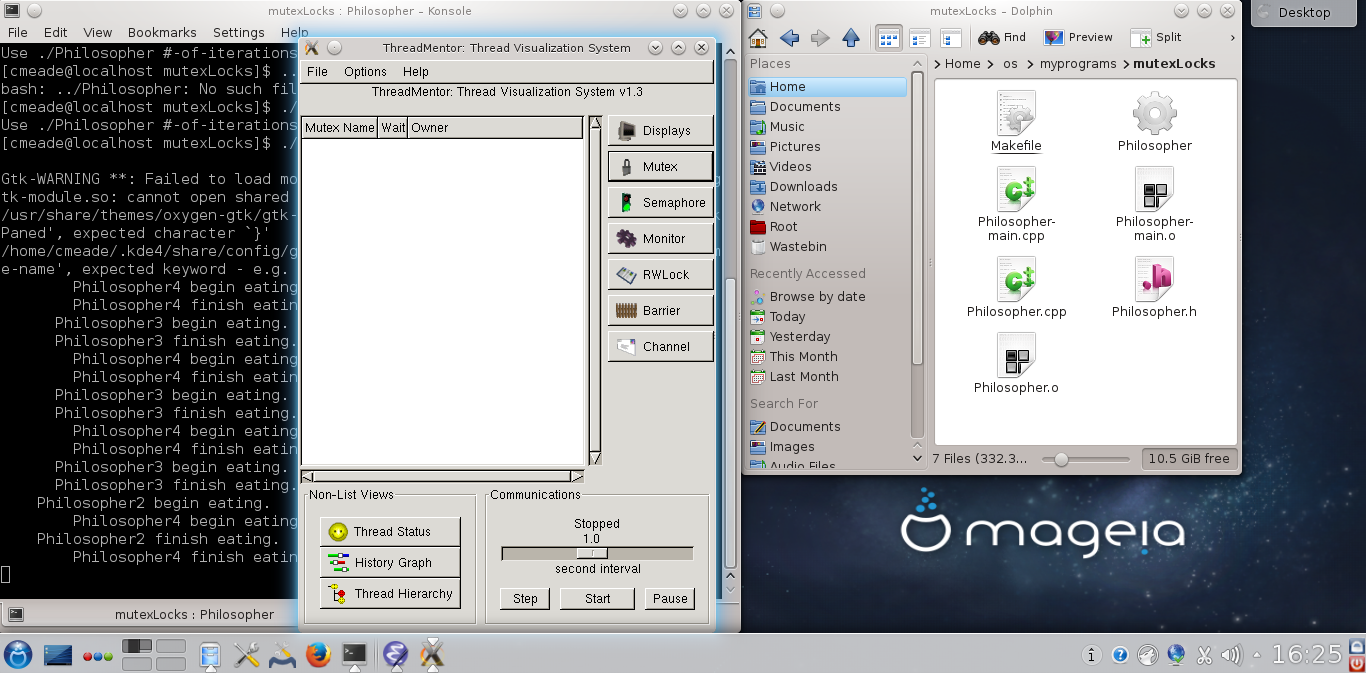 mutexLocks : Philosopher – Konsole
File Edit View Bookmarks Settings Help
Use ./Philosopher #-of-iterations
[cmeade@localhost mutexLocks]$ ..
bash: ../Philosopher: No such fil
[cmeade@localhost mutexLocks]$ ./
Use ./Philosopher #-of-iterations
[cmeade@localhost mutexLocks]$ ./
Gtk-WARNING **: Failed to load mo
tk-module.so: cannot open shared
/usr/share/themes/oxygen-gtk/gtk-
Paned', expected character `}'
/home/cmeade/.kde4/share/config/g
e-name', expected keyword - e.g.
Philosopher4 begin eating
Philosopher4 finish eatin
Philosopher3 begin eating.
Philosopher3 finish eating.
Philosopher4 begin eating
Philosopher4 finish eatin
Philosopher3 begin eating.
Philosopher3 finish eating.
Philosopher4 begin eating
Philosopher4 finish eatin
Philosopher3 begin eating.
Philosopher3 finish eating.
Philosopher2 begin eating.
Philosopher4 begin eating
Philosopher2 finish eating.
Philosopher4 finish eatin
mutexLocks : Philosopher
ThreadMentor: Thread Visualization System
File Options Help
ThreadMentor: Thread Visualization System v1.3
Mutex Name Wait Owner
Displays
Mutex
Semaphore
Monitor
RWLock
Barrier
Channel
Non-List Views
Thread Status
History Graph
Thread Hierarchy
Communications
Stopped
1.0
second interval
Step Start Pause
mutexLocks – Dolphin
Find Preview Split
Places
Home
Documents
Music
Pictures
Videos
Downloads
Network
Root
Wastebin
Recently Accessed
Browse by date
Today
Yesterday
This Month
Last Month
Search For
Documents
Images
Audio Files
> Home > os > myprograms > mutexLocks
Makefile
Philosopher
Philosopher-
main.cpp
Philosopher-
main.o
Philosopher.cpp
Philosopher.h
Philosopher.o
7 Files (332.3...
10.5 GiB free
Desktop
mageia
16:25